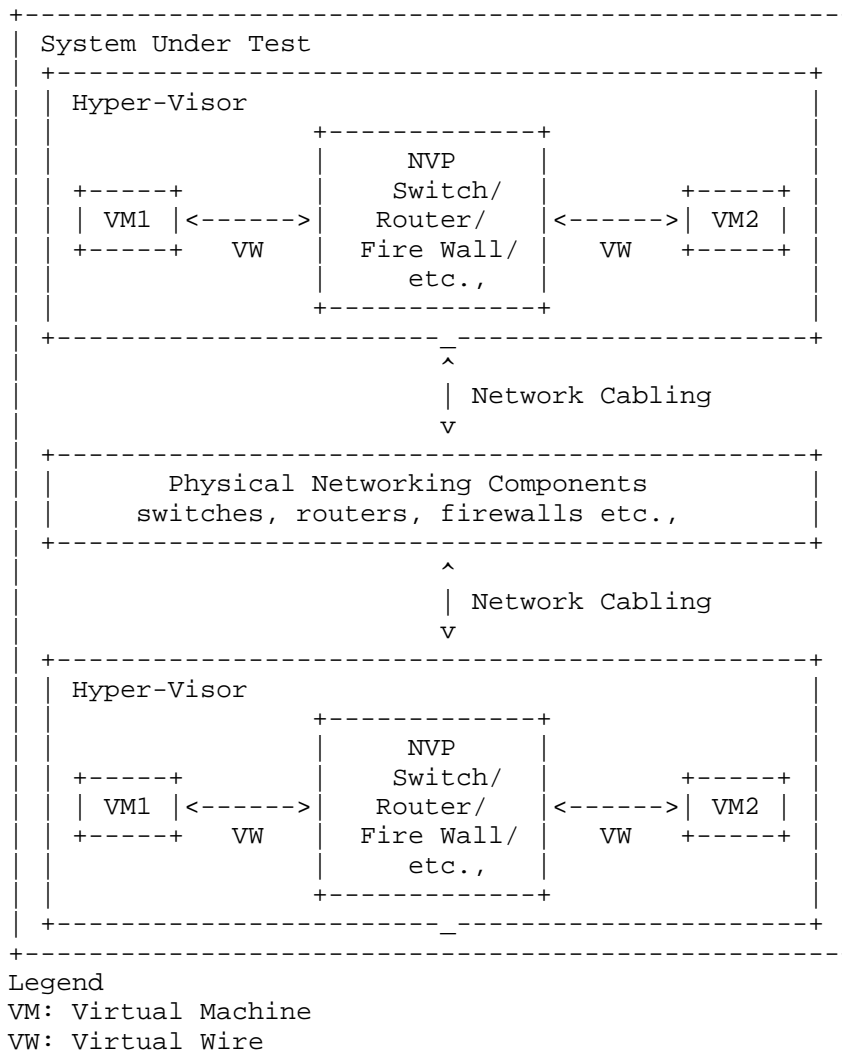 System Under Test
Hyper-Visor
NVP
Switch/
VM1 <------> Router/ <------> VM2
VW Fire Wall/ VW
etc.,
^
| Network Cabling
v
Physical Networking Components
switches, routers, firewalls etc.,
^
| Network Cabling
v
Hyper-Visor
NVP
Switch/
VM1 <------> Router/ <------> VM2
VW Fire Wall/ VW
etc.,
Legend
VM: Virtual Machine
VW: Virtual Wire